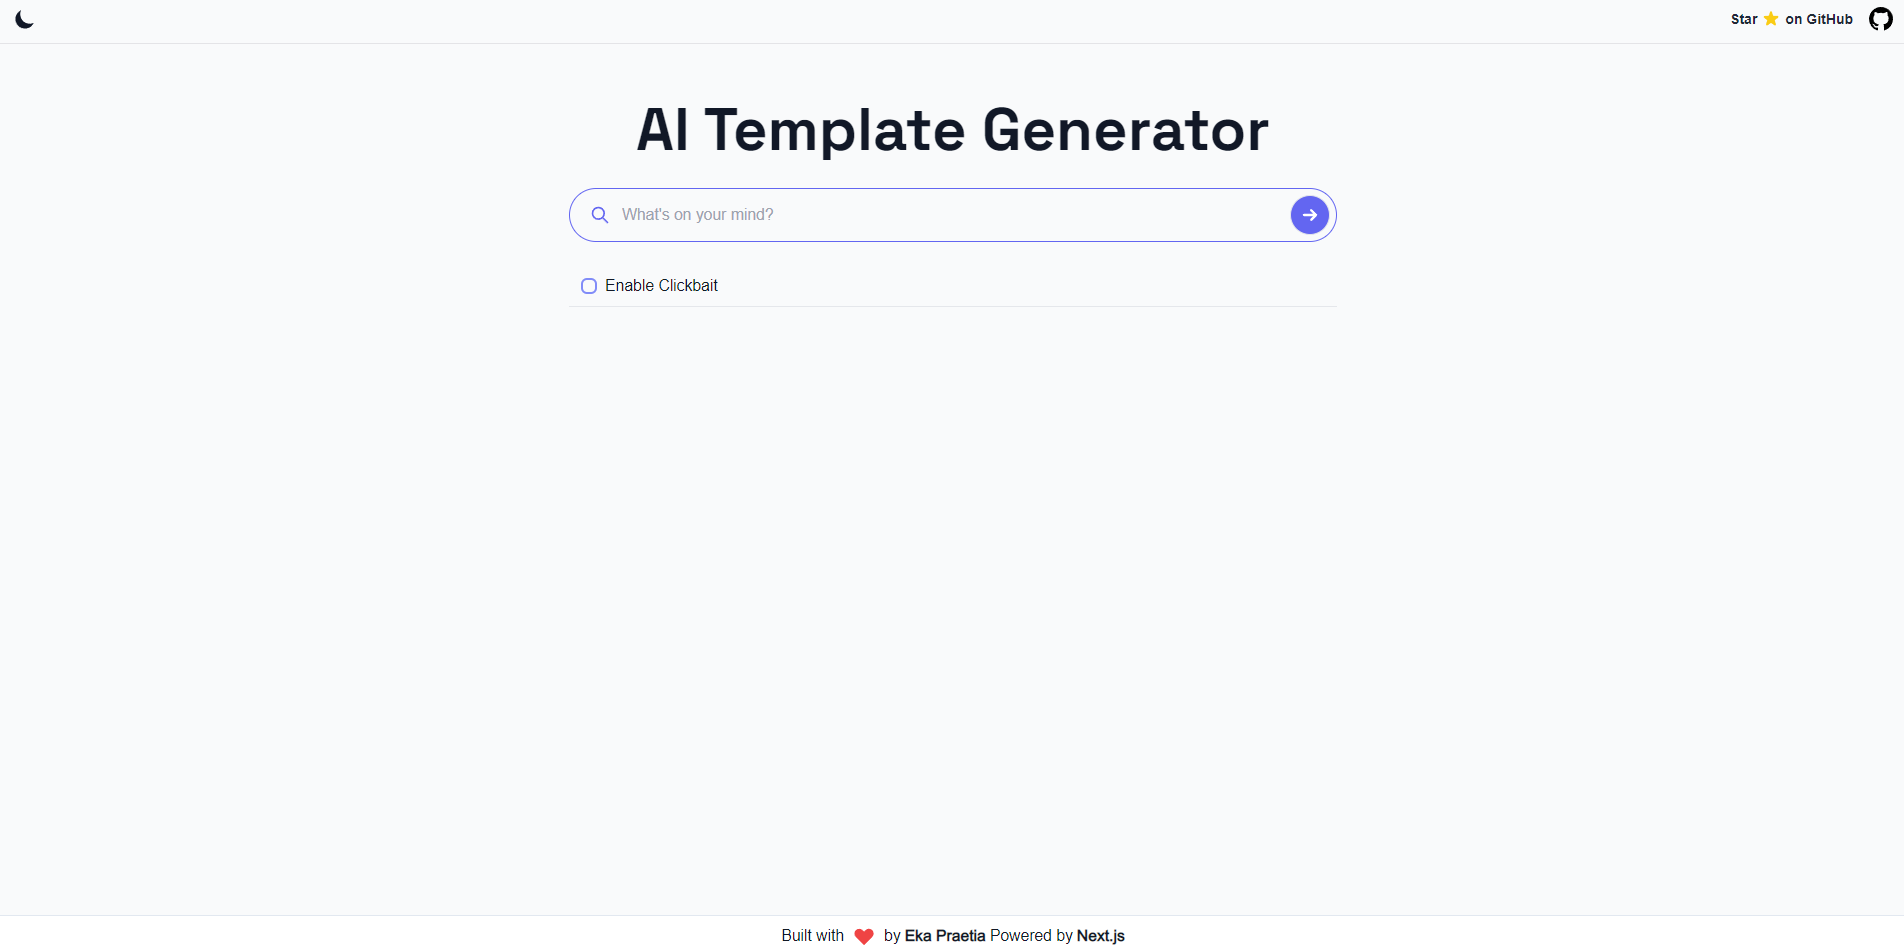 Star ⭐ on GitHub
AI Template Generator
What's on your mind?
Enable Clickbait
Built with ❤ by Eka Praetia Powered by Next.js